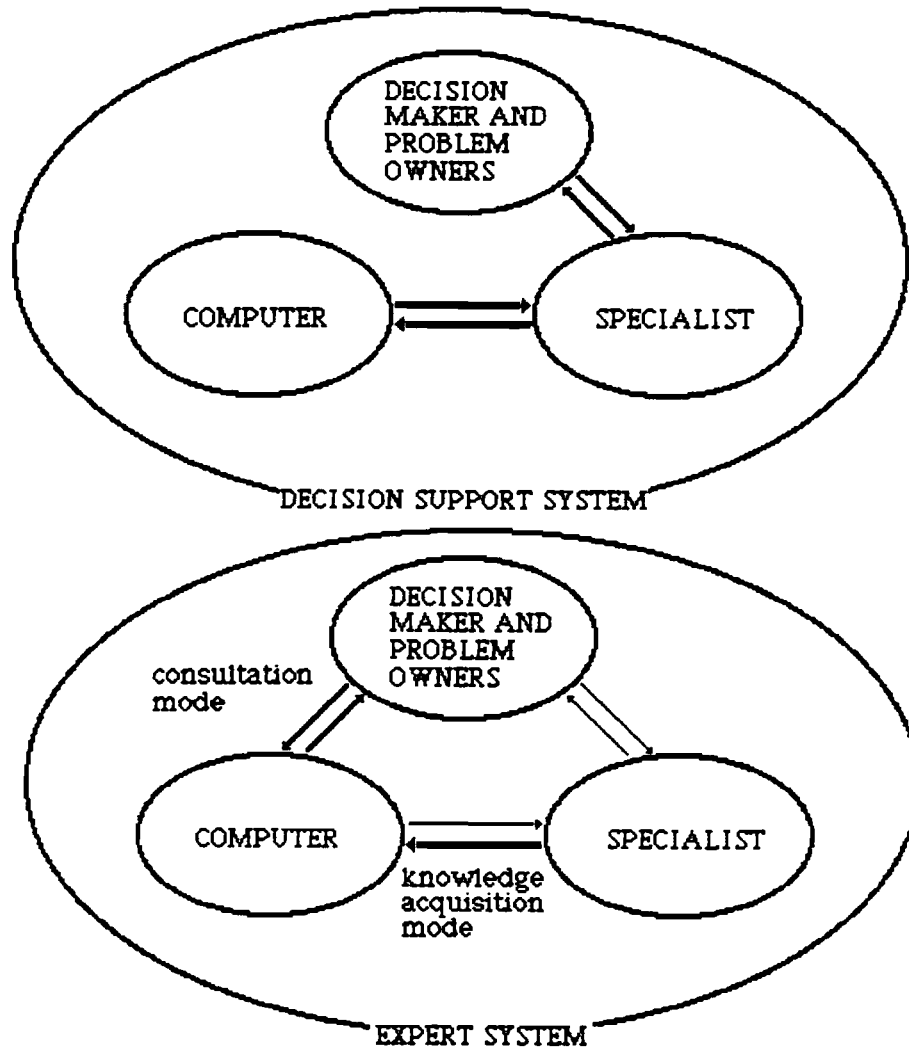 DECISION
MAKER AND
PROBLEM
OWNERS
COMPUTER
SPECIALIST
DECISION SUPPORT SYSTEM
DECISION
MAKER AND
PROBLEM
OWNERS
consultation
mode
COMPUTER
SPECIALIST
knowledge
acquisition
mode
EXPERT SYSTEM